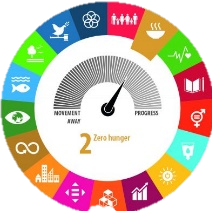 MOVEMENT PROGRESS
AWAY
2 Zero hunger